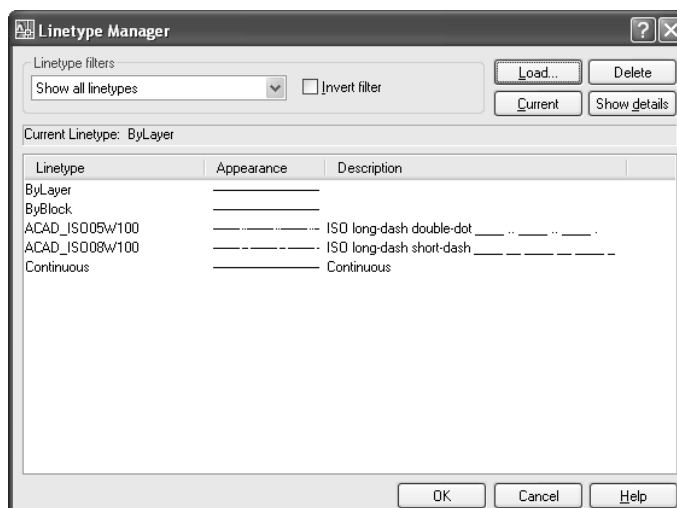 Linetype Manager
Linetype filters
Show all linetypes
Invert filter
Load...
Delete
Current
Show details
Current Linetype: ByLayer
Linetype Appearance Description
ByLayer
ByBlock
ACAD_ISO05W100 ISO long-dash double-dot ____ .. ____ .. ____ .
ACAD_ISO08W100 ISO long-dash short-dash ____ __ ____ __ ____ _
Continuous Continuous
OK Cancel Help